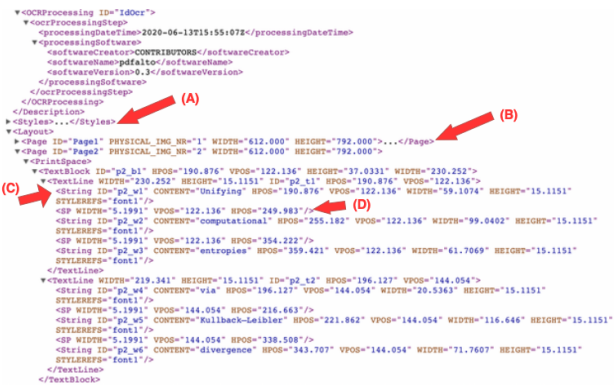 ▼<OCRProcessing ID="IdOcr">
▼<ocrProcessingStep>
<processingDateTime>2020-06-13T15:55:07Z</processingDateTime>
▼<processingSoftware>
<softwareCreator>CONTRIBUTORS</softwareCreator>
<softwareName>pdfalto</softwareName>
<softwareVersion>0.3</softwareVersion>
</processingSoftware>
</ocrProcessingStep>
</OCRProcessing>
</Description>
(A)
▶<Styles>...</Styles>
▼<Layout>
(B)
▶<Page ID="Page1" PHYSICAL_IMG_NR="1" WIDTH="612.000" HEIGHT="792.000">...</Page>
▼<Page ID="Page2" PHYSICAL_IMG_NR="2" WIDTH="612.000" HEIGHT="792.000">
▼<PrintSpace>
▼<TextBlock ID="p2_b1" HPOS="190.876" VPOS="122.136" HEIGHT="37.0331" WIDTH="230.252">
▼<TextLine WIDTH="230.252" HEIGHT="15.1151" ID="p2_t1" HPOS="190.876" VPOS="122.136">
(C)
<String ID="p2_w1" CONTENT="Unifying" HPOS="190.876" VPOS="122.136" WIDTH="59.1074" HEIGHT="15.1151"
STYLEREFS="font1"/>
<SP WIDTH="5.1991" VPOS="122.136" HPOS="249.983"/>
(D)
<String ID="p2_w2" CONTENT="computational" HPOS="255.182" VPOS="122.136" WIDTH="99.0402" HEIGHT="15.1151"
STYLEREFS="font1"/>
<SP WIDTH="5.1991" VPOS="122.136" HPOS="354.222"/>
<String ID="p2_w3" CONTENT="entropies" HPOS="359.421" VPOS="122.136" WIDTH="61.7069" HEIGHT="15.1151"
STYLEREFS="font1"/>
</TextLine>
▼<TextLine WIDTH="219.341" HEIGHT="15.1151" ID="p2_t2" HPOS="196.127" VPOS="144.054">
<String ID="p2_w4" CONTENT="via" HPOS="196.127" VPOS="144.054" WIDTH="20.5363" HEIGHT="15.1151"
STYLEREFS="font1"/>
<SP WIDTH="5.1991" VPOS="144.054" HPOS="216.663"/>
<String ID="p2_w5" CONTENT="Kullback–Leibler" HPOS="221.862" VPOS="144.054" WIDTH="116.646" HEIGHT="15.1151"
STYLEREFS="font1"/>
<SP WIDTH="5.1991" VPOS="144.054" HPOS="338.508"/>
<String ID="p2_w6" CONTENT="divergence" HPOS="343.707" VPOS="144.054" WIDTH="71.7607" HEIGHT="15.1151"
STYLEREFS="font1"/>
</TextLine>
</TextBlock>